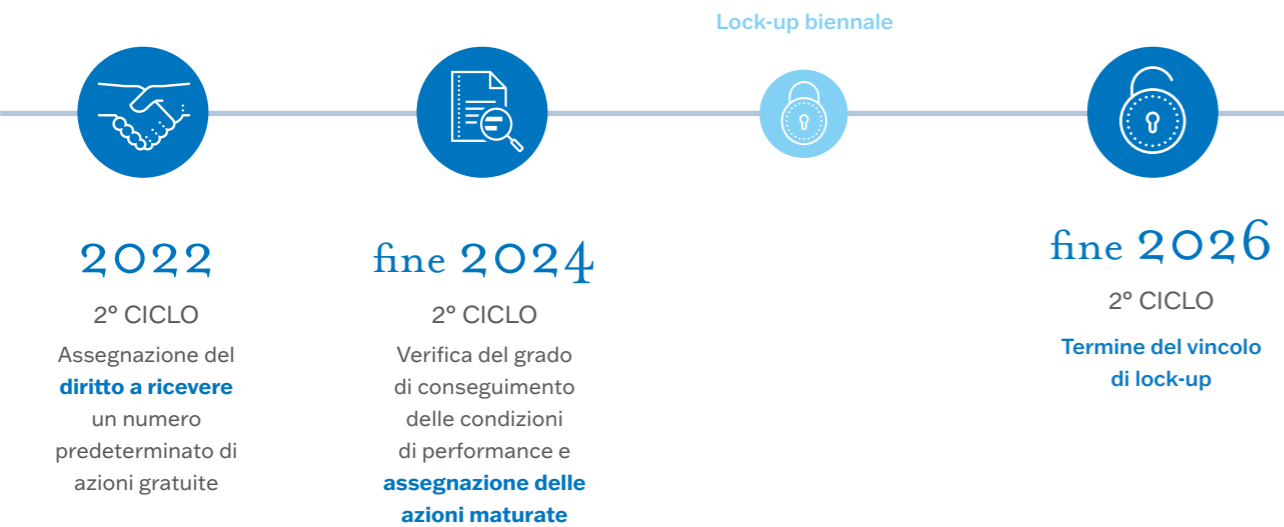 Lock-up biennale
2022
2° CICLO
Assegnazione del
diritto a ricevere
un numero
predeterminato di
azioni gratuite
fine 2024
2° CICLO
Verifica del grado
di conseguimento
delle condizioni
di performance e
assegnazione delle
azioni maturate
fine 2026
2° CICLO
Termine del vincolo
di lock-up